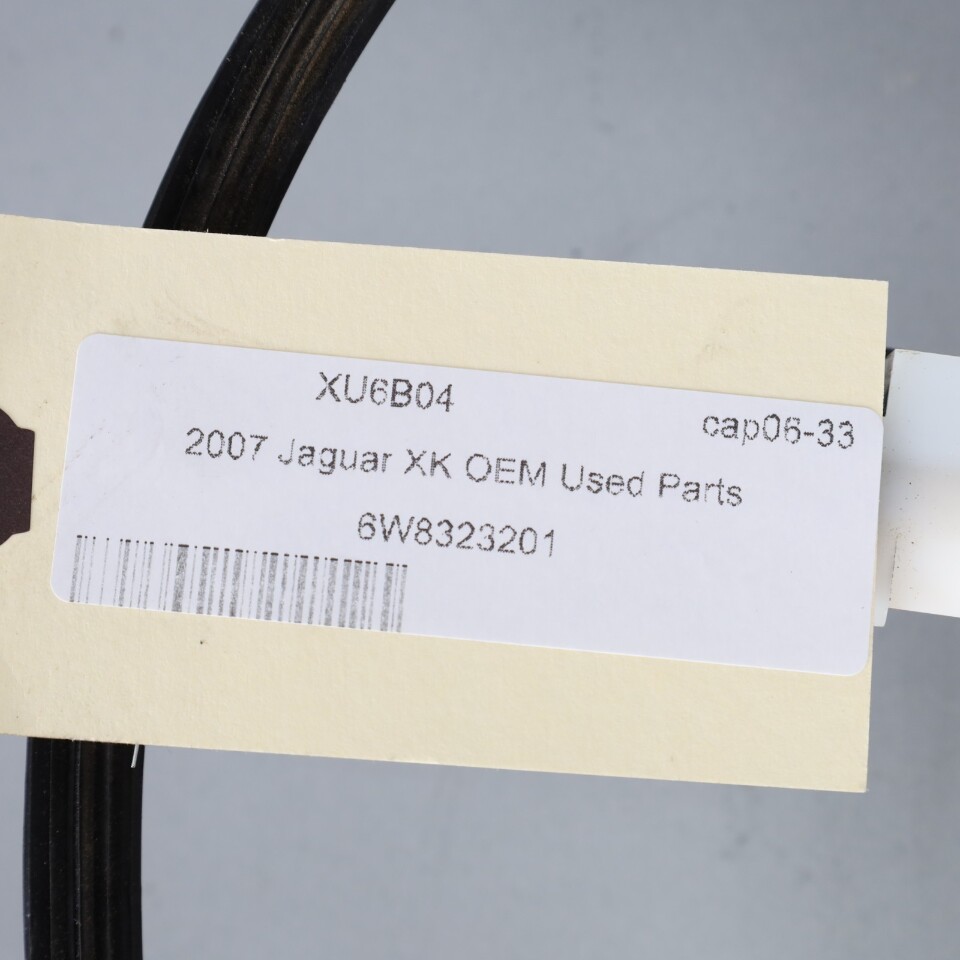 XU6B04
cap06-33
2007 Jaguar XK OEM Used Parts
6W8323201